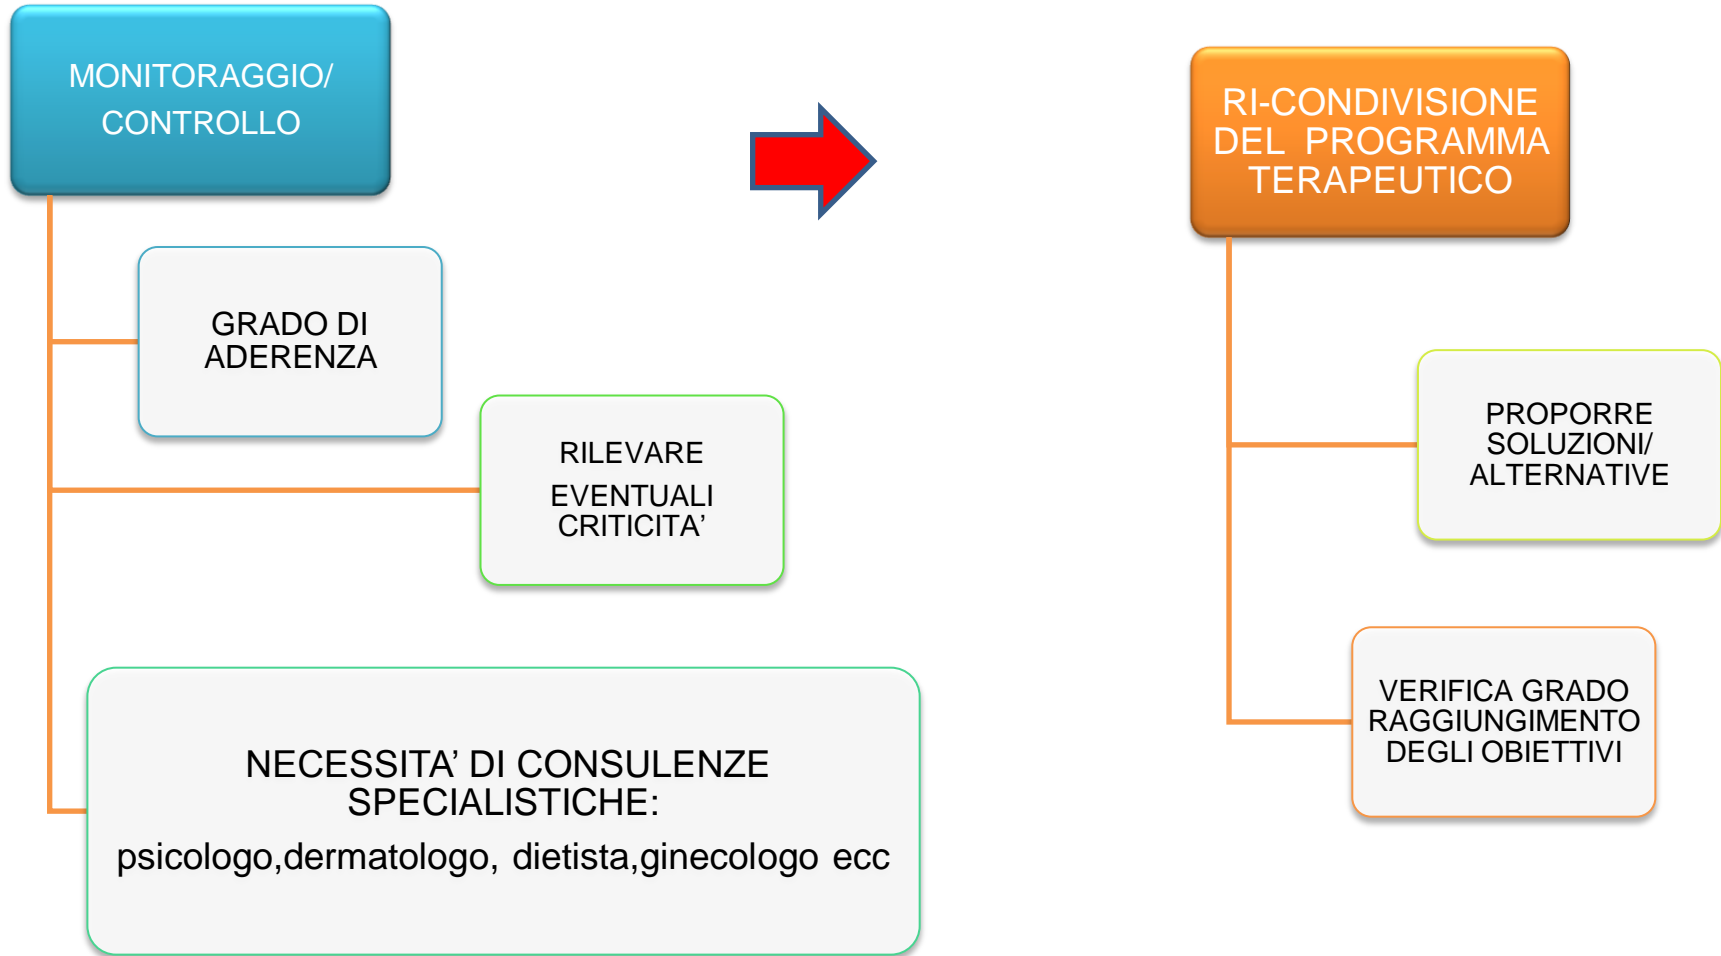 MONITORAGGIO/
CONTROLLO
GRADO DI
ADERENZA
RILEVARE
EVENTUALI
CRITICITA’
NECESSITA’ DI CONSULENZE
SPECIALISTICHE:
psicologo,dermatologo, dietista,ginecologo ecc
RI-CONDIVISIONE
DEL PROGRAMMA
TERAPEUTICO
PROPORRE
SOLUZIONI/
ALTERNATIVE
VERIFICA GRADO
RAGGIUNGIMENTO
DEGLI OBIETTIVI